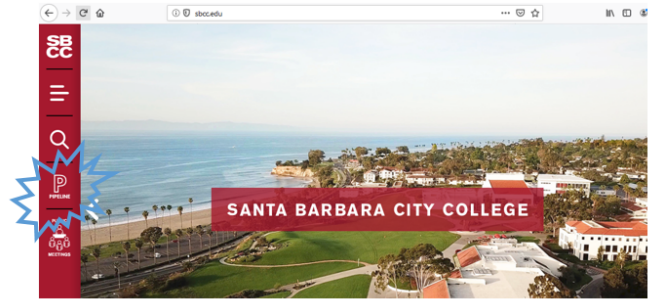 sbcc.edu
SB
CC
P
PIPELINE
MEETINGS
SANTA BARBARA CITY COLLEGE